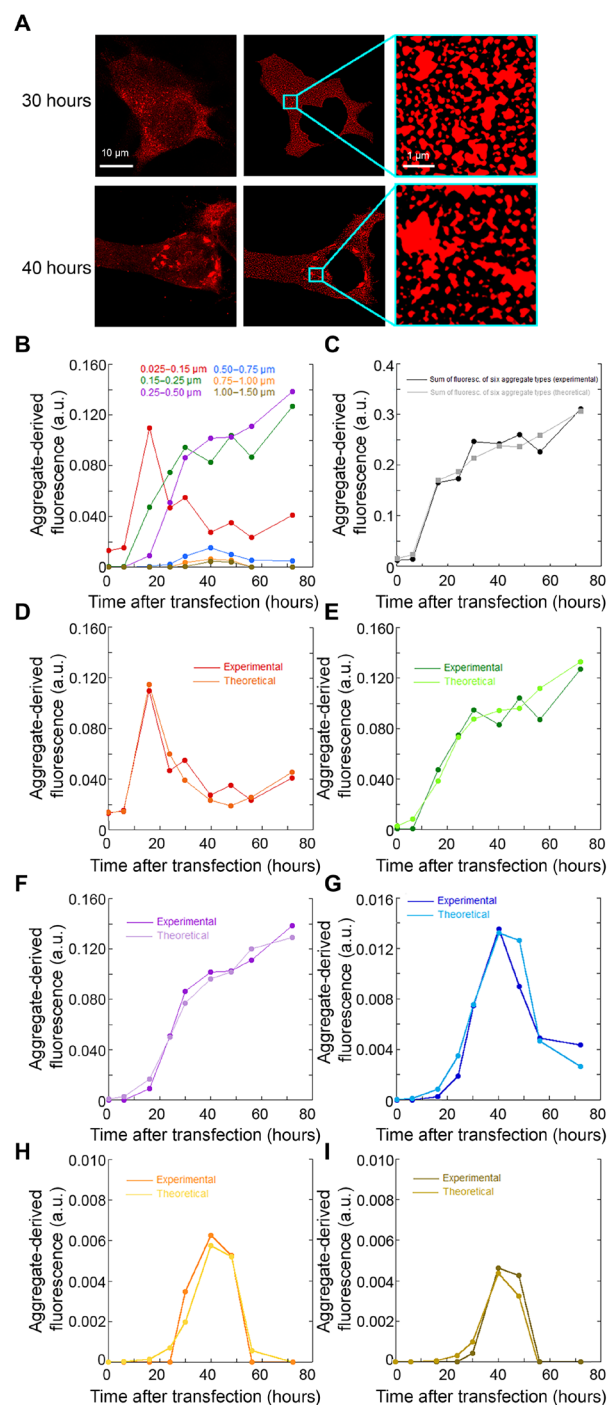 A
30 hours
10 µm
1 µm
40 hours
B
Aggregate-derived
fluorescence (a.u.)
0.160
0.120
0.080
0.040
0
0.025–0.15 µm
0.50–0.75 µm
0.15–0.25 µm
0.75–1.00 µm
0.25–0.50 µm
1.00–1.50 µm
0 20 40 60 80
Time after transfection (hours)
C
Aggregate-derived
fluorescence (a.u.)
0.4
0.3
0.2
0.1
0
Sum of fluoresc. of six aggregate types (experimental)
Sum of fluoresc. of six aggregate types (theoretical)
0 20 40 60 80
Time after transfection (hours)
D
Aggregate-derived
fluorescence (a.u.)
0.160
0.120
0.080
0.040
0
Experimental
Theoretical
0 20 40 60 80
Time after transfection (hours)
E
Aggregate-derived
fluorescence (a.u.)
0.160
0.120
0.080
0.040
0
Experimental
Theoretical
0 20 40 60 80
Time after transfection (hours)
F
Aggregate-derived
fluorescence (a.u.)
0.160
0.120
0.080
0.040
0
Experimental
Theoretical
0 20 40 60 80
Time after transfection (hours)
G
Aggregate-derived
fluorescence (a.u.)
0.016
0.012
0.008
0.004
0
Experimental
Theoretical
0 20 40 60 80
Time after transfection (hours)
H
Aggregate-derived
fluorescence (a.u.)
0.010
0.008
0.006
0.004
0.002
0
Experimental
Theoretical
0 20 40 60 80
Time after transfection (hours)
I
Aggregate-derived
fluorescence (a.u.)
0.010
0.008
0.006
0.004
0.002
0
Experimental
Theoretical
0 20 40 60 80
Time after transfection (hours)